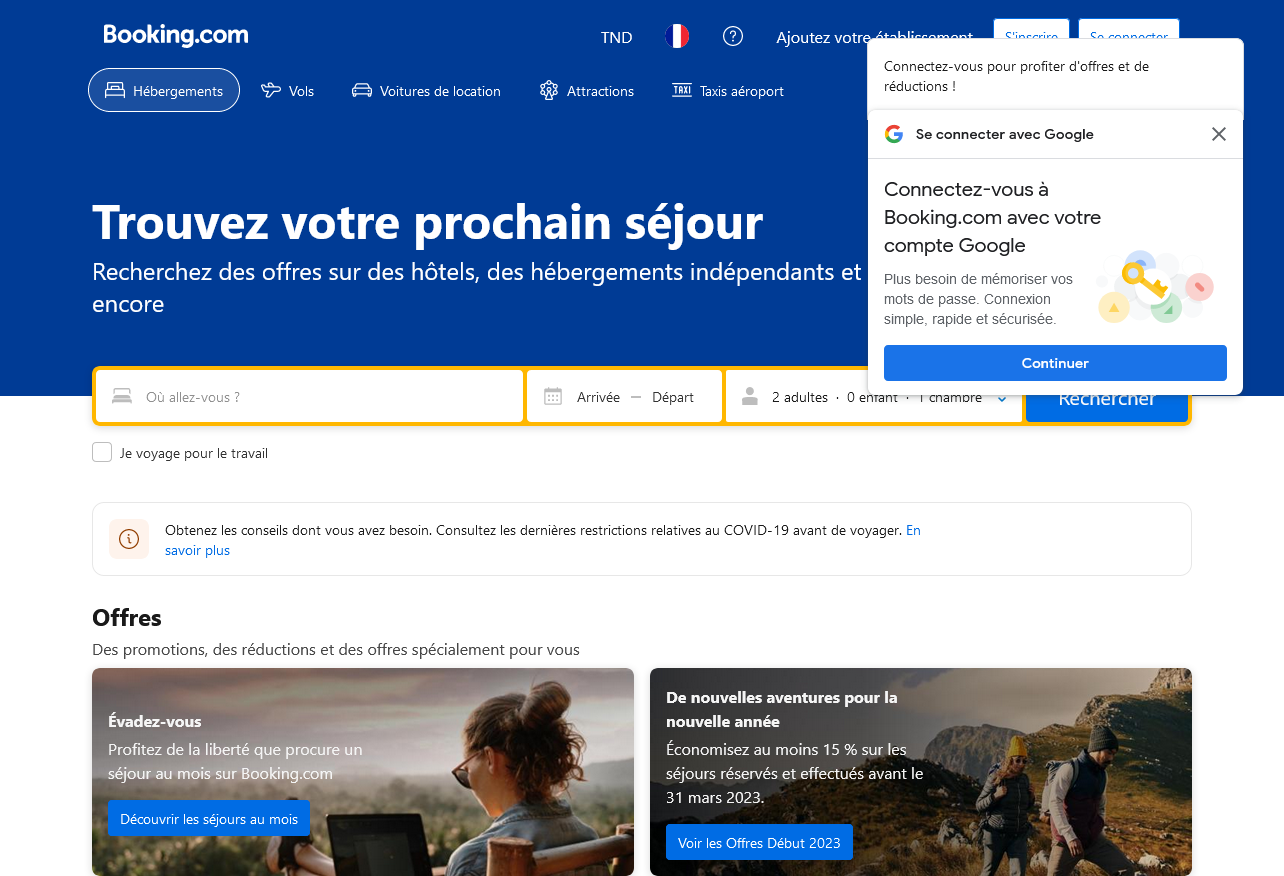 Booking.com
TND
Ajoutez votre établissement
S'inscrire
Se connecter
Hébergements
Vols
Voitures de location
Attractions
TAXI
Taxis aéroport
Connectez-vous pour profiter d'offres et de
réductions !
Se connecter avec Google
Connectez-vous à
Booking.com avec votre
compte Google
Plus besoin de mémoriser vos
mots de passe. Connexion
simple, rapide et sécurisée.
Continuer
Trouvez votre prochain séjour
Recherchez des offres sur des hôtels, des hébergements indépendants et
encore
Où allez-vous ?
Arrivée — Départ
2 adultes · 0 enfant · 1 chambre
Rechercher
Je voyage pour le travail
Obtenez les conseils dont vous avez besoin. Consultez les dernières restrictions relatives au COVID-19 avant de voyager. En
savoir plus
Offres
Des promotions, des réductions et des offres spécialement pour vous
Évadez-vous
Profitez de la liberté que procure un
séjour au mois sur Booking.com
Découvrir les séjours au mois
De nouvelles aventures pour la
nouvelle année
Économisez au moins 15 % sur les
séjours réservés et effectués avant le
31 mars 2023.
Voir les Offres Début 2023